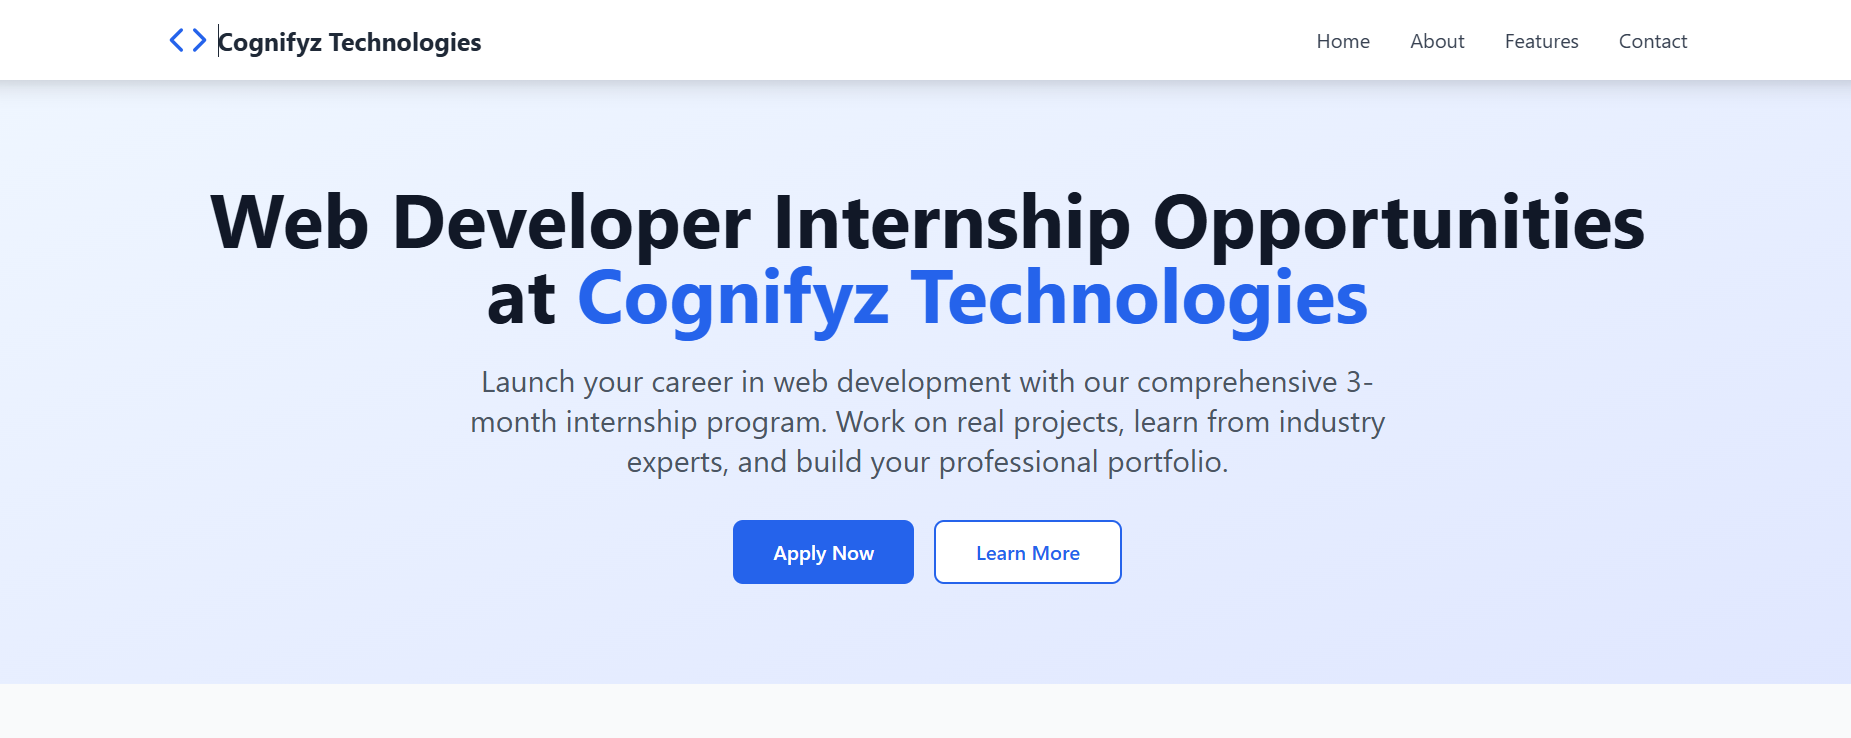 Cognifyz Technologies
Home About Features Contact
Web Developer Internship Opportunities
at Cognifyz Technologies
Launch your career in web development with our comprehensive 3-
month internship program. Work on real projects, learn from industry
experts, and build your professional portfolio.
Apply Now Learn More